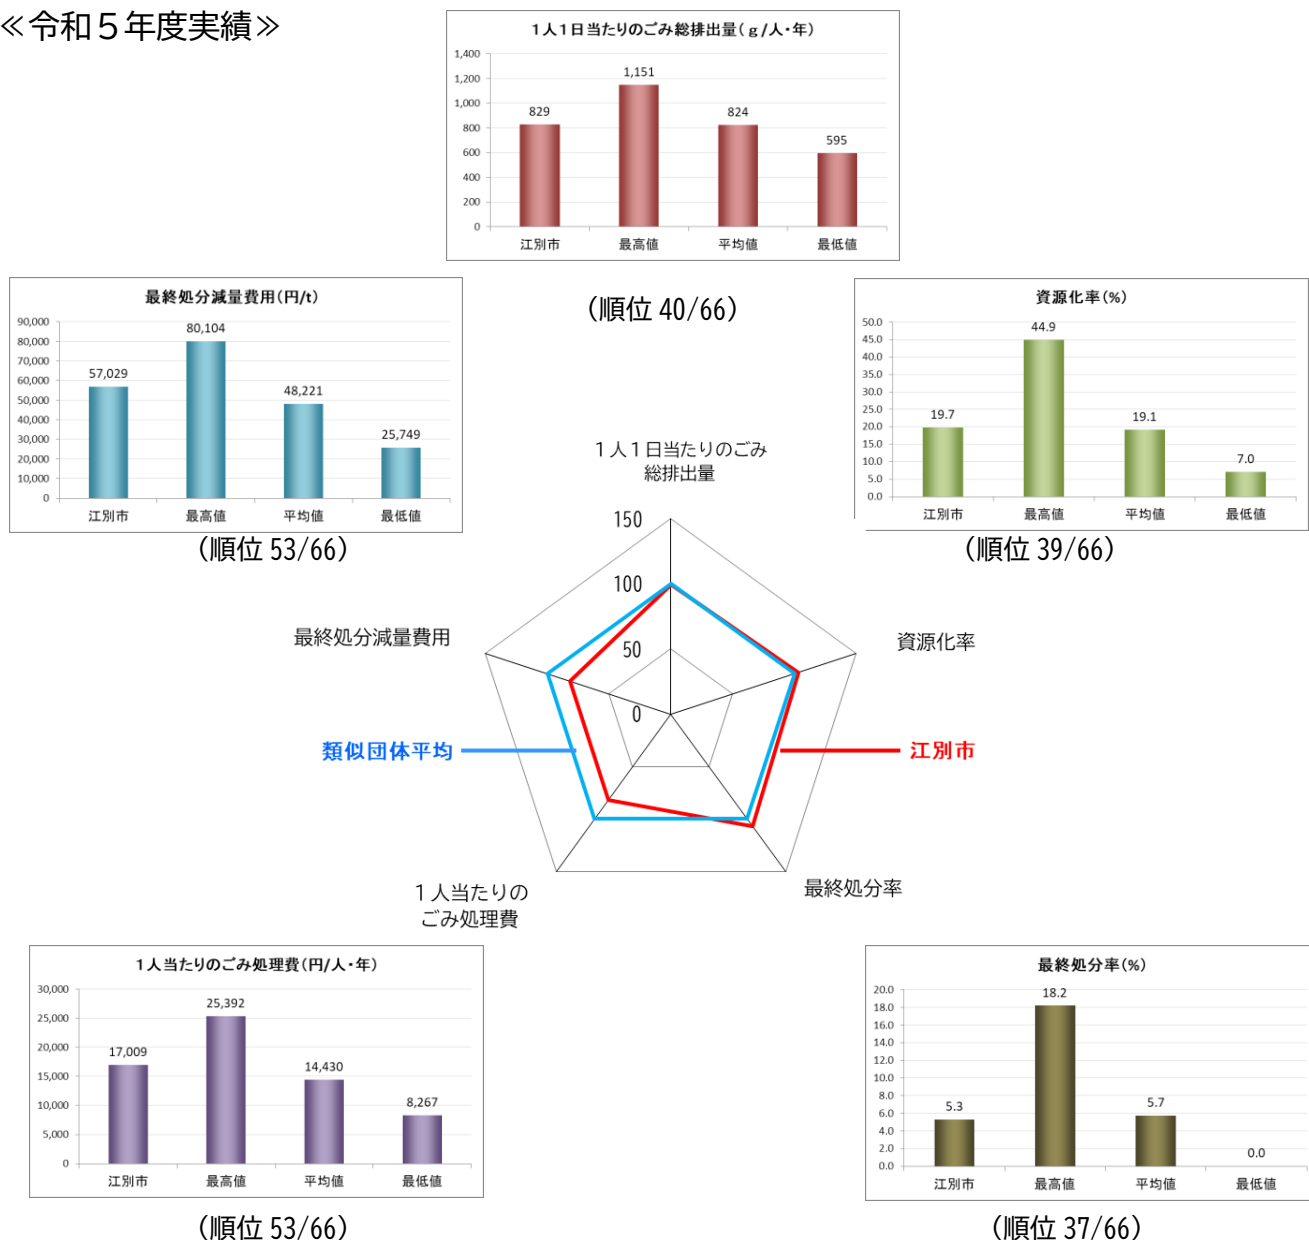 ≪令和５年度実績≫
1人1日当たりのごみ総排出量(ｇ/人・年)
1,400
1,200
1,000
800
600
400
200
0
829
1,151
824
595
江別市
最高値
平均値
最低値
(順位 40/66)
最終処分減量費用(円/t)
90,000
80,000
70,000
60,000
50,000
40,000
30,000
20,000
10,000
0
57,029
80,104
48,221
25,749
江別市
最高値
平均値
最低値
(順位 53/66)
資源化率(%)
50.0
45.0
40.0
35.0
30.0
25.0
20.0
15.0
10.0
5.0
0.0
19.7
44.9
19.1
7.0
江別市
最高値
平均値
最低値
(順位 39/66)
１人１日当たりのごみ
総排出量
150
100
50
0
最終処分減量費用
資源化率
類似団体平均
江別市
１人当たりの
ごみ処理費
最終処分率
1人当たりのごみ処理費(円/人・年)
30,000
25,000
20,000
15,000
10,000
5,000
0
17,009
25,392
14,430
8,267
江別市
最高値
平均値
最低値
(順位 53/66)
最終処分率(%)
20.0
18.0
16.0
14.0
12.0
10.0
8.0
6.0
4.0
2.0
0.0
5.3
18.2
5.7
0.0
江別市
最高値
平均値
最低値
(順位 37/66)